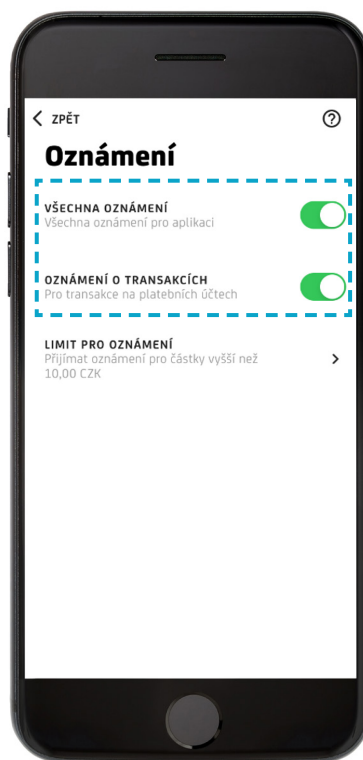 ZPĚT
Oznámení
VŠECHNA OZNÁMENÍ
Všechna oznámení pro aplikaci
OZNÁMENÍ O TRANSAKCÍCH
Pro transakce na platebních účtech
LIMIT PRO OZNÁMENÍ
Přijímat oznámení pro částky vyšší než
10,00 CZK